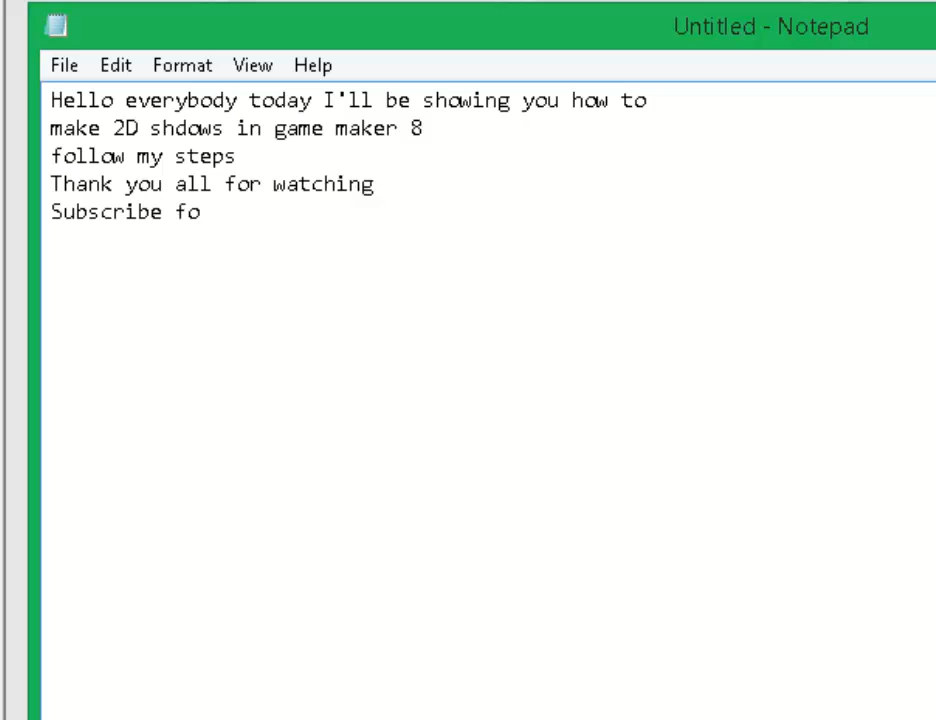 Untitled - Notepad
File Edit Format View Help
Hello everybody today I'll be showing you how to
make 2D shdows in game maker 8
follow my steps
Thank you all for watching
Subscribe fo